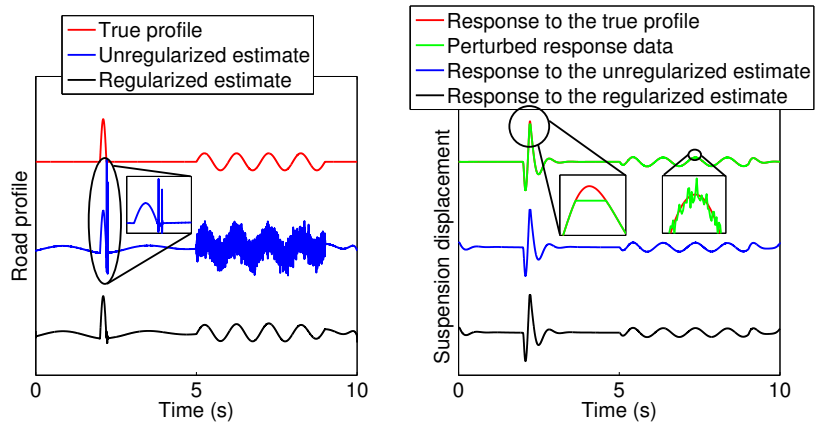 True profile
Unregularized estimate
Regularized estimate
Road profile
0
5
10
Time (s)
Response to the true profile
Perturbed response data
Response to the unregularized estimate
Response to the regularized estimate
Suspension displacement
0
5
10
Time (s)